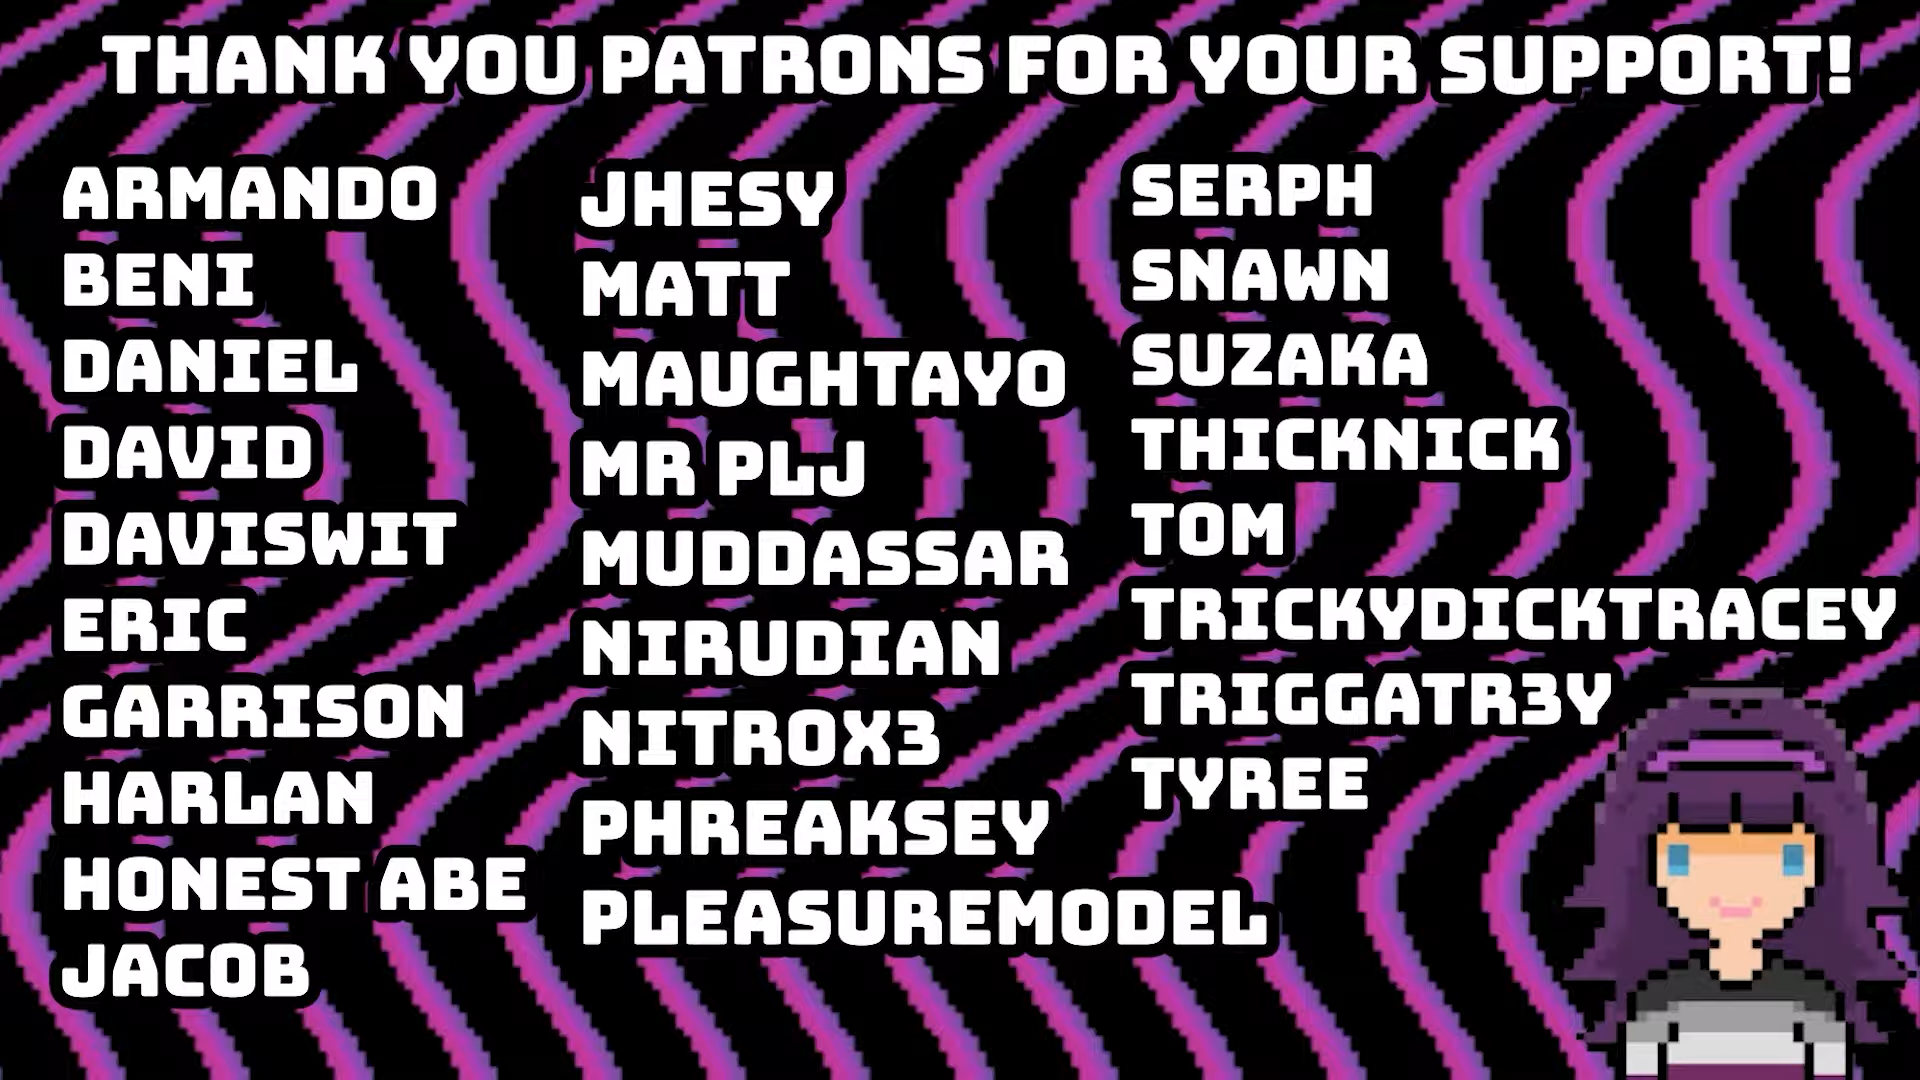 THANK YOU PATRONS FOR YOUR SUPPORT!
ARMANDO
BENI
DANIEL
DAVID
DAVISWIT
ERIC
GARRISON
HARLAN
HONEST ABE
JACOB
JHESY
MATT
MAUGHTAYO
MR PLJ
MUDDASSAR
NIRUDIAN
NITROX3
PHREAKSEY
PLEASUREMODEL
SERPH
SNAWN
SUZAKA
THICKNICK
TOM
TRICKYDICKTRACEY
TRIGGATR3Y
TYREE